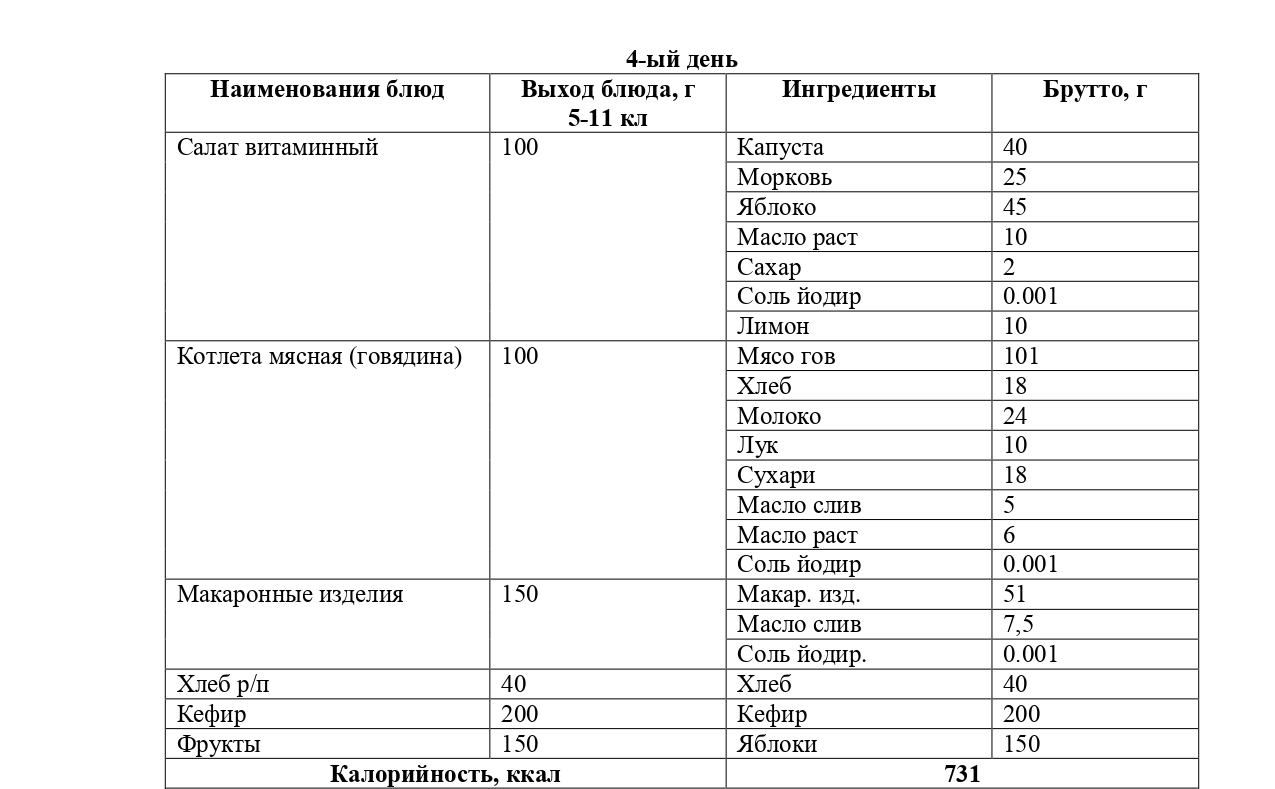 4-ый день
Наименования блюд Выход блюда, г Ингредиенты Брутто, г
5-11 кл
Салат витаминный 100 Капуста 40
Морковь 25
Яблоко 45
Масло раст 10
Сахар 2
Соль йодир 0.001
Лимон 10
Котлета мясная (говядина) 100 Мясо гов 101
Хлеб 18
Молоко 24
Лук 10
Сухари 18
Масло слив 5
Масло раст 6
Соль йодир 0.001
Макаронные изделия 150 Макар. изд. 51
Масло слив 7,5
Соль йодир. 0.001
Хлеб р/п 40 Хлеб 40
Кефир 200 Кефир 200
Фрукты 150 Яблоки 150
Калорийность, ккал 731